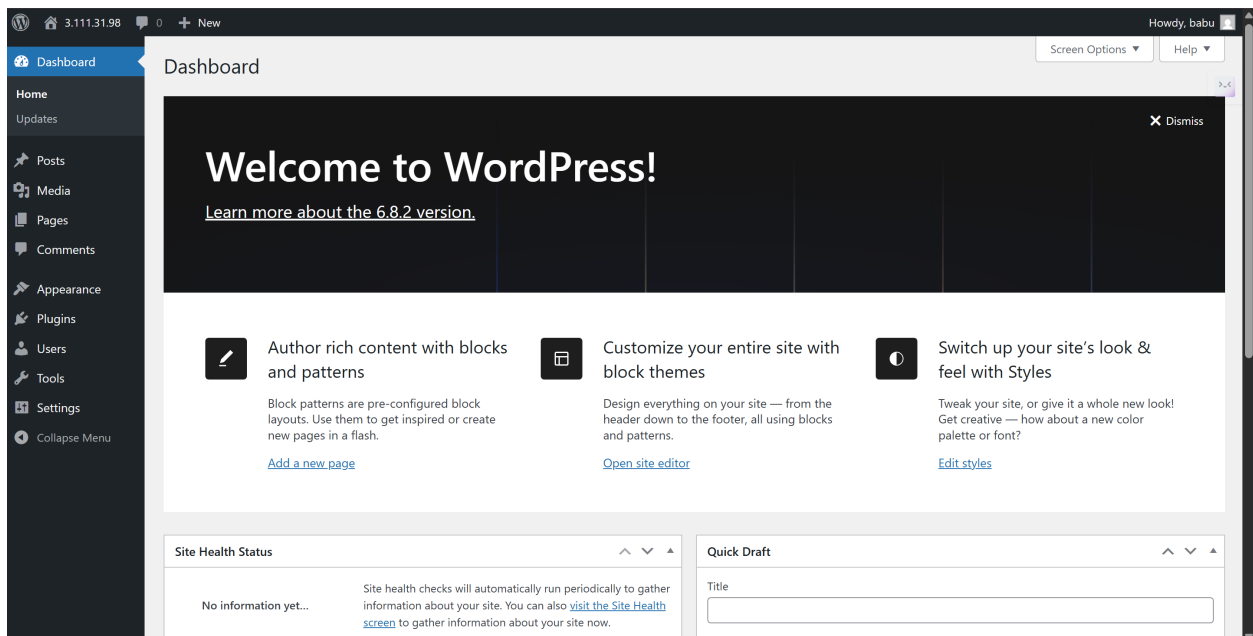 3.111.31.98
0
New
Howdy, babu
Dashboard
Home
Updates
Posts
Media
Pages
Comments
Appearance
Plugins
Users
Tools
Settings
Collapse Menu
Screen Options
Help
Dashboard
Dismiss
Welcome to WordPress!
Learn more about the 6.8.2 version.
Author rich content with blocks
and patterns
Block patterns are pre-configured block
layouts. Use them to get inspired or create
new pages in a flash.
Add a new page
Customize your entire site with
block themes
Design everything on your site — from the
header down to the footer, all using blocks
and patterns.
Open site editor
Switch up your site’s look &
feel with Styles
Tweak your site, or give it a whole new look!
Get creative — how about a new color
palette or font?
Edit styles
Site Health Status
No information yet...
Site health checks will automatically run periodically to gather
information about your site. You can also visit the Site Health
screen to gather information about your site now.
Quick Draft
Title